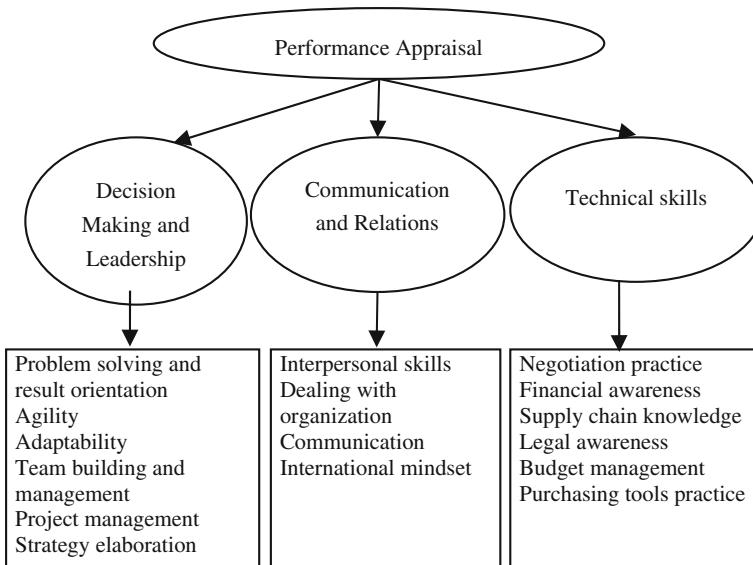 Performance Appraisal
Decision
Making and
Leadership
Communication
and Relations
Technical skills
Problem solving and
result orientation
Agility
Adaptability
Team building and
management
Project management
Strategy elaboration
Interpersonal skills
Dealing with
organization
Communication
International mindset
Negotiation practice
Financial awareness
Supply chain knowledge
Legal awareness
Budget management
Purchasing tools practice